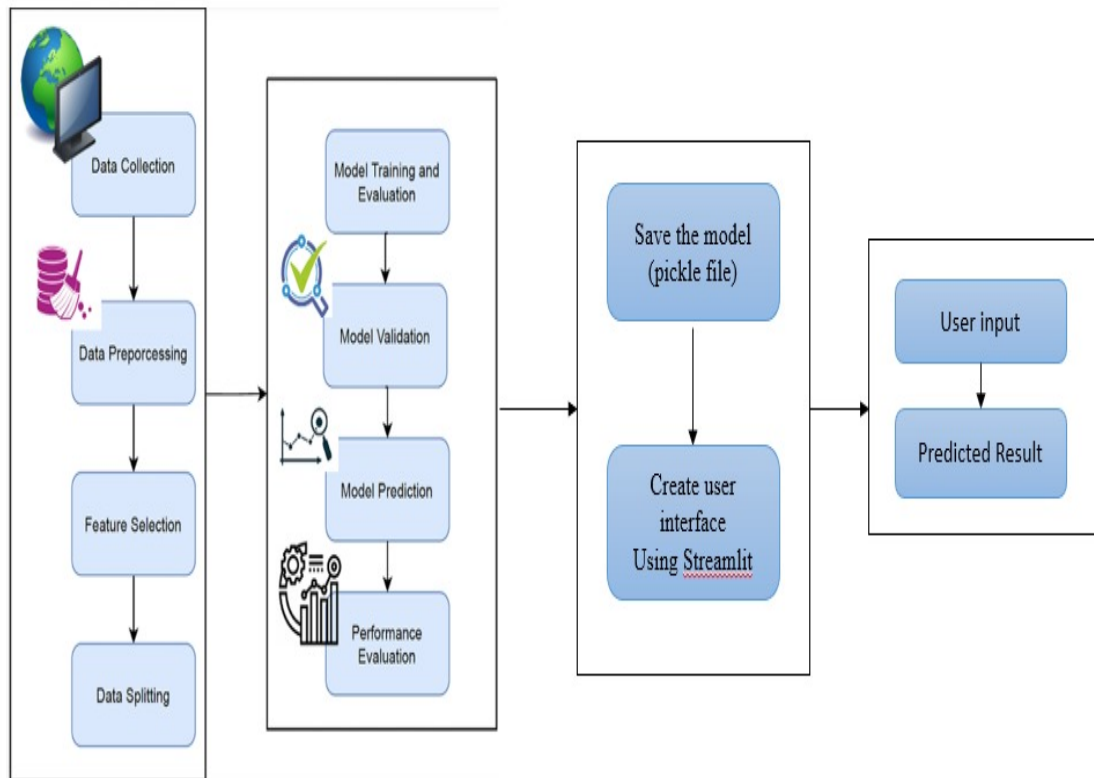 Data Collection
Data Preporcessing
Feature Selection
Data Splitting
Model Training and
Evaluation
Model Validation
Model Prediction
Performance
Evaluation
Save the model
(pickle file)
Create user
interface
Using Streamlit
User input
Predicted Result